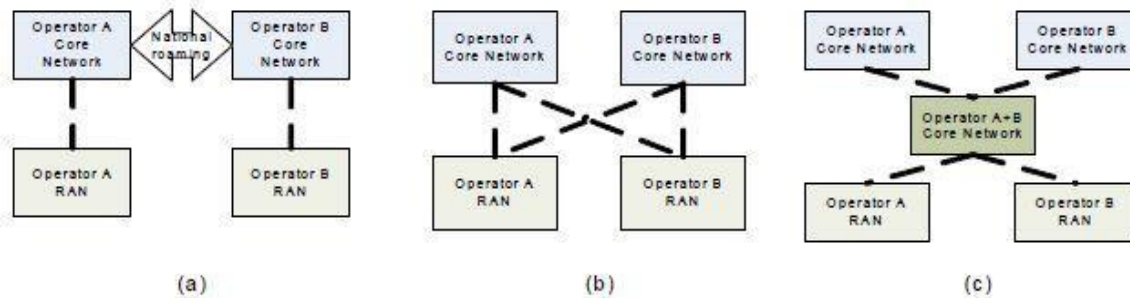 Operator A
Core
Network
National
roaming
Operator B
Core
Network
Operator A
RAN
Operator B
RAN
(a)
Operator A
Core Network
Operator B
Core Network
Operator A
RAN
Operator B
RAN
(b)
Operator A
Core Network
Operator B
Core Network
Operator A+B
Core Network
Operator A
RAN
Operator B
RAN
(c)